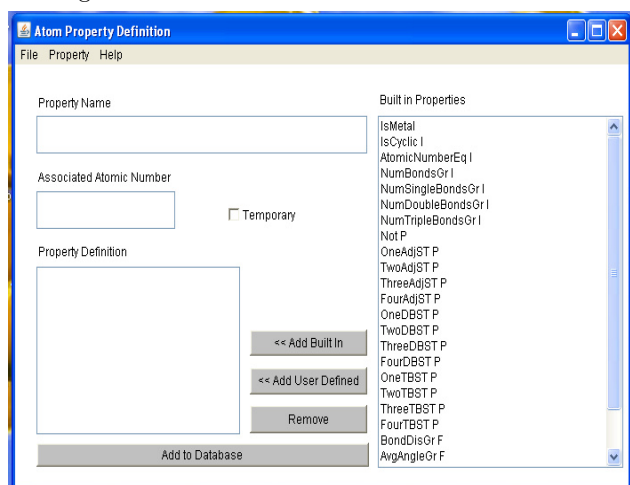 Atom Property Definition
File Property Help
Property Name
Built in Properties
IsMetal
IsCyclic I
AtomicNumberEq I
NumBondsGr I
NumSingleBondsGr I
NumDoubleBondsGr I
NumTripleBondsGr I
Not P
OneAdjST P
TwoAdjST P
ThreeAdjST P
FourAdjST P
OneDBST P
TwoDBST P
ThreeDBST P
FourDBST P
OneTBST P
TwoTBST P
ThreeTBST P
FourTBST P
BondDisGr F
AvgAngleGr F
Associated Atomic Number
Temporary
Property Definition
<< Add Built In
<< Add User Defined
Remove
Add to Database